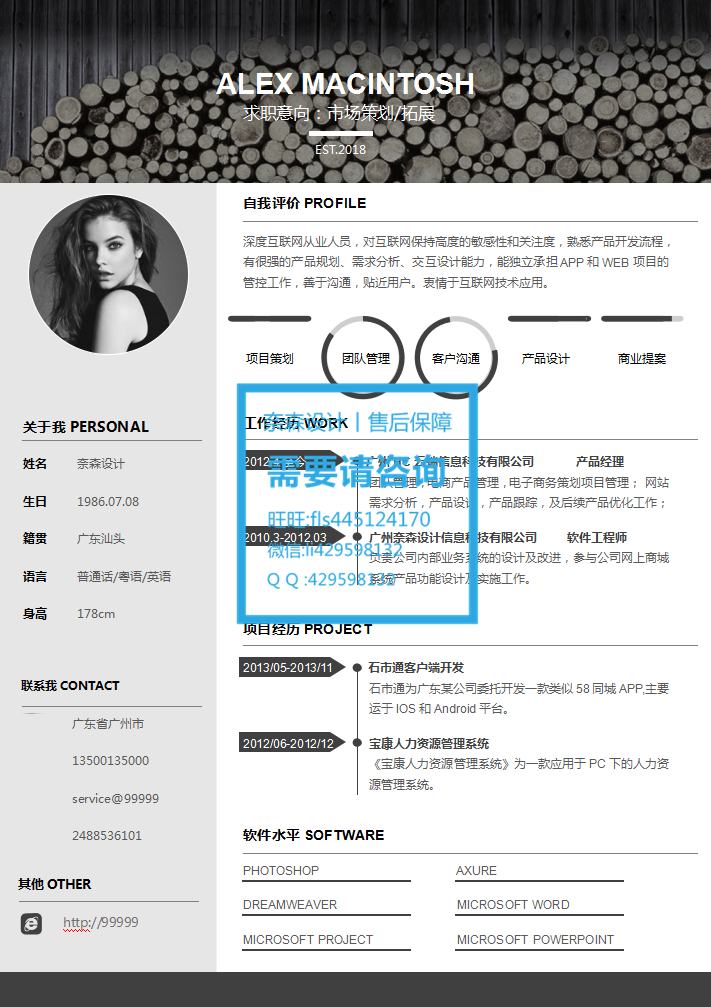 ALEX MACINTOSH
求职意向：市场策划/拓展
EST.2018
关于我 PERSONAL
姓名 奈森设计
生日 1986.07.08
籍贯 广东汕头
语言 普通话/粤语/英语
身高 178cm
联系我 CONTACT
广东省广州市
13500135000
service@99999
2488536101
其他 OTHER
http://99999
自我评价 PROFILE
深度互联网从业人员，对互联网保持高度的敏感性和关注度，熟悉产品开发流程，
有很强的产品规划、需求分析、交互设计能力，能独立承担 APP 和 WEB 项目的
管控工作，善于沟通，贴近用户。衷情于互联网技术应用。
项目策划 团队管理 客户沟通 产品设计 商业提案
工作经历 WORK
奈森设计丨售后保障
需要请咨询
旺旺:fls445124170
微信:li429598132
Q Q :429598132
广州 云端信息科技有限公司 产品经理
团队管理，电商产品管理，电子商务策划项目管理； 网站
需求分析，产品设计，产品跟踪，及后续产品优化工作；
2010.3-2012.03
广州奈森设计信息科技有限公司 软件工程师
负责公司内部业务系统的设计及改进，参与公司网上商城
系统产品功能设计及实施工作。
项目经历 PROJECT
2013/05-2013/11
石市通客户端开发
石市通为广东某公司委托开发一款类似 58 同城 APP,主要
运于 IOS 和 Android 平台。
2012/06-2012/12
宝康人力资源管理系统
《宝康人力资源管理系统》为一款应用于 PC 下的人力资
源管理系统。
软件水平 SOFTWARE
PHOTOSHOP AXURE
DREAMWEAVER MICROSOFT WORD
MICROSOFT PROJECT MICROSOFT POWERPOINT